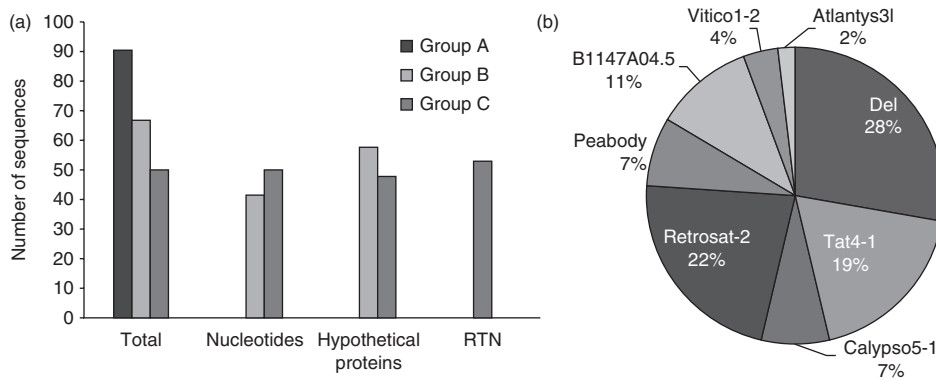 (a)
Number of sequences
100
90
80
70
60
50
40
30
20
10
0
Group A
Group B
Group C
Total
Nucleotides
Hypothetical
proteins
RTN
(b)
Vitico1-2
4%
Atlantys3l
2%
B1147A04.5
11%
Del
28%
Peabody
7%
Retrosat-2
22%
Tat4-1
19%
Calypso5-1
7%